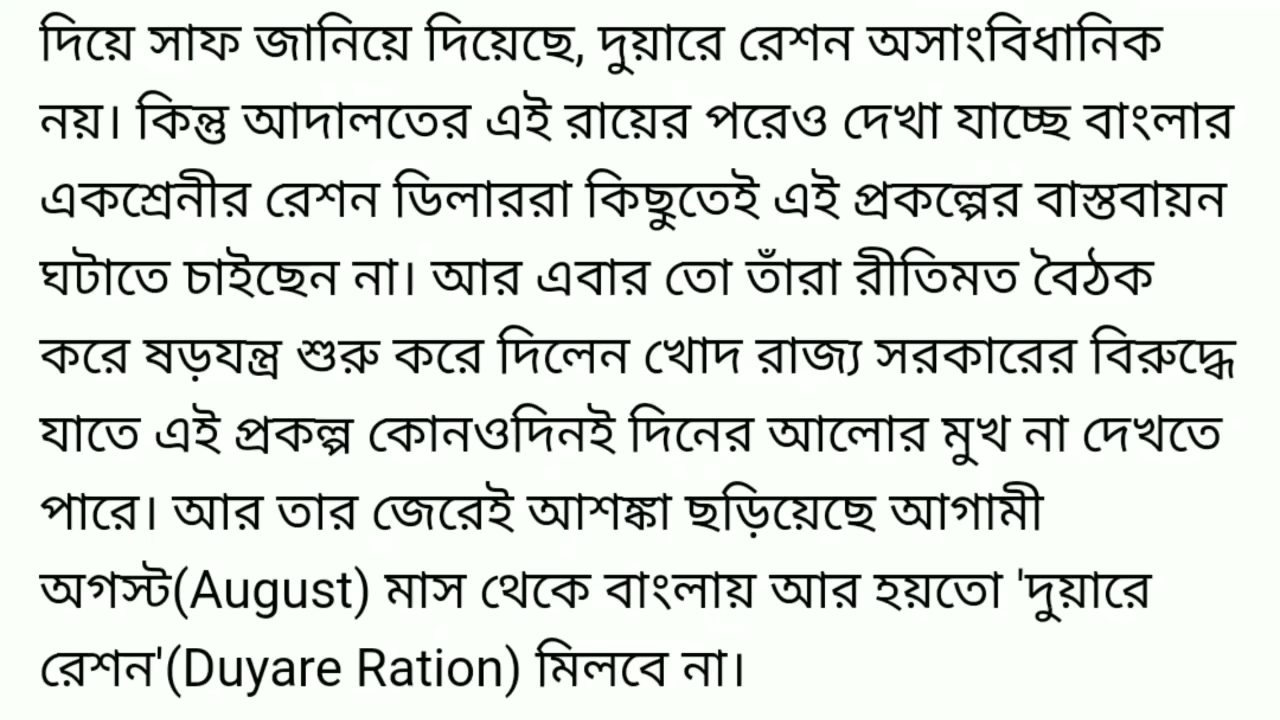 দিয়ে সাফ জানিয়ে দিয়েছে, দুয়ারে রেশন অসাংবিধানিক
নয়। কিন্তু আদালতের এই রায়ের পরেও দেখা যাচ্ছে বাংলার
একশ্রেনীর রেশন ডিলাররা কিছুতেই এই প্রকল্পের বাস্তবায়ন
ঘটাতে চাইছেন না। আর এবার তো তাঁরা রীতিমত বৈঠক
করে ষড়যন্ত্র শুরু করে দিলেন খোদ রাজ্য সরকারের বিরুদ্ধে
যাতে এই প্রকল্প কোনওদিনই দিনের আলোর মুখ না দেখতে
পারে। আর তার জেরেই আশঙ্কা ছড়িয়েছে আগামী
অগস্ট(August) মাস থেকে বাংলায় আর হয়তো 'দুয়ারে
রেশন'(Duyare Ration) মিলবে না।